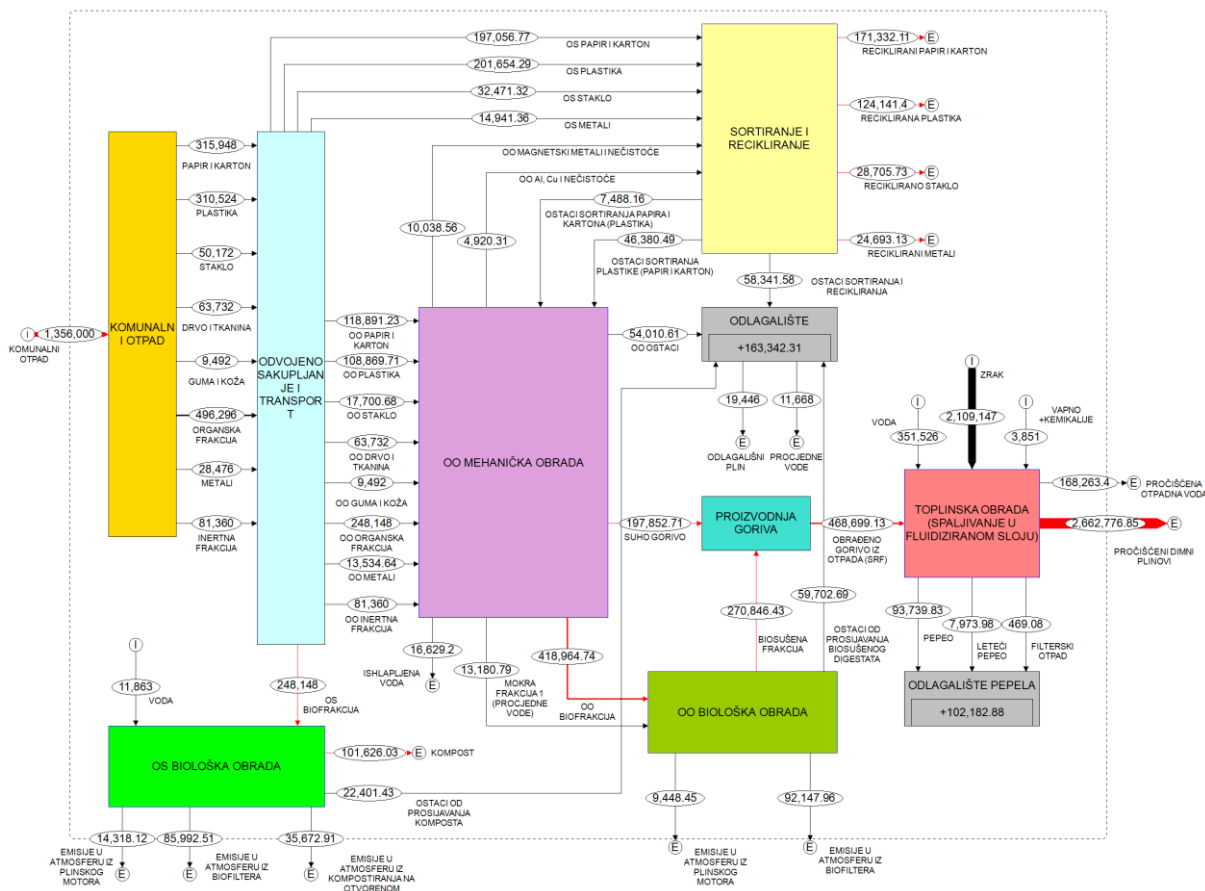 197,056.77
OS PAPIR I KARTON
201,654.29
OS PLASTIKA
32,471.32
OS STAKLO
14,941.36
OS METALI
OO MAGNETSKI METALI I NEČISTOĆE
OO Al, Cu I NEČISTOĆE
10,038.56
4,920.31
7,488.16
OSTACI SORTIRANJA PAPIRA I
KARTONA (PLASTIKA)
46,380.49
OSTACI SORTIRANJA
PLASTIKE (PAPIR I KARTON)
SORTIRANJE I
RECIKLIRANJE
171,332.11
E
RECIKLIRANI PAPIR I KARTON
124,141.4
E
RECIKLIRANA PLASTIKA
28,705.73
E
RECIKLIRANO STAKLO
24,693.13
E
RECIKLIRANI METALI
58,341.58
OSTACI SORTIRANJA I
RECIKLIRANJA
I
1,356,000
KOMUNALNI
OTPAD
KOMUNALN
I OTPAD
315,948
PAPIR I KARTON
310,524
PLASTIKA
50,172
STAKLO
63,732
DRVO I TKANINA
9,492
GUMA I KOŽA
496,296
ORGANSKA
FRAKCIJA
28,476
METALI
81,360
INERTNA
FRAKCIJA
ODVOJENO
SAKUPLJAN
JE I
TRANSPOR
T
118,891.23
OO PAPIR I
KARTON
108,869.71
OO PLASTIKA
17,700.68
OO STAKLO
63,732
OO DRVO I
TKANINA
9,492
OO GUMA I KOŽA
248,148
OO ORGANSKA
FRAKCIJA
13,534.64
OO METALI
81,360
OO INERTNA
FRAKCIJA
OO MEHANIČKA OBRADA
54,010.61
OO OSTACI
ODLAGALIŠTE
+163,342.31
19,446
E
ODLAGALIŠNI
PLIN
11,668
E
PROCJEDNE
VODE
197,852.71
SUHO GORIVO
PROIZVODNJA
GORIVA
468,699.13
OBRAĐENO
GORIVO IZ
OTPADA (SRF)
I
ZRAK
2,109,147
I
VODA
351,526
I
VAPNO
+KEMIKALIJE
3,851
TOPLINSKA OBRADA
(SPALJIVANJE U
FLUIDIZIRANOM SLOJU)
168,263.4
E
PROČIŠĆENA
OTPADNA VODA
2,662,776.85
E
PROČIŠĆENI DIMNI
PLINOVI
93,739.83
PEPEO
7,973.98
LETEĆI
PEPEO
469.08
FILTERSKI
OTPAD
ODLAGALIŠTE PEPELA
+102,182.88
16,629.2
ISHLAPLJENA
VODA
E
13,180.79
MOKRA
FRAKCIJA 1
(PROCJEDNE
VODE)
418,964.74
OO
BIOFRAKCIJA
270,846.43
BIOSUŠENA
FRAKCIJA
59,702.69
OSTACI OD
PROSIJAVANJA
BIOSUŠENOG
DIGESTATA
OO BIOLOŠKA OBRADA
9,448.45
E
EMISIJE U
ATMOSFERU IZ
PLINSKOG
MOTORA
92,147.96
E
EMISIJE U
ATMOSFERU IZ
BIOFILTERA
I
11,863
VODA
248,148
OS
BIOFRAKCIJA
OS BIOLOŠKA OBRADA
101,626.03
E
KOMPOST
22,401.43
OSTACI OD
PROSIJAVANJA
KOMPOSTA
14,318.12
E
EMISIJE U
ATMOSFERU IZ
PLINSKOG
MOTORA
85,992.51
E
EMISIJE U
ATMOSFERU IZ
BIOFILTERA
35,672.91
E
EMISIJE U
ATMOSFERU IZ
KOMPOSTIRANJA NA
OTVORENOM